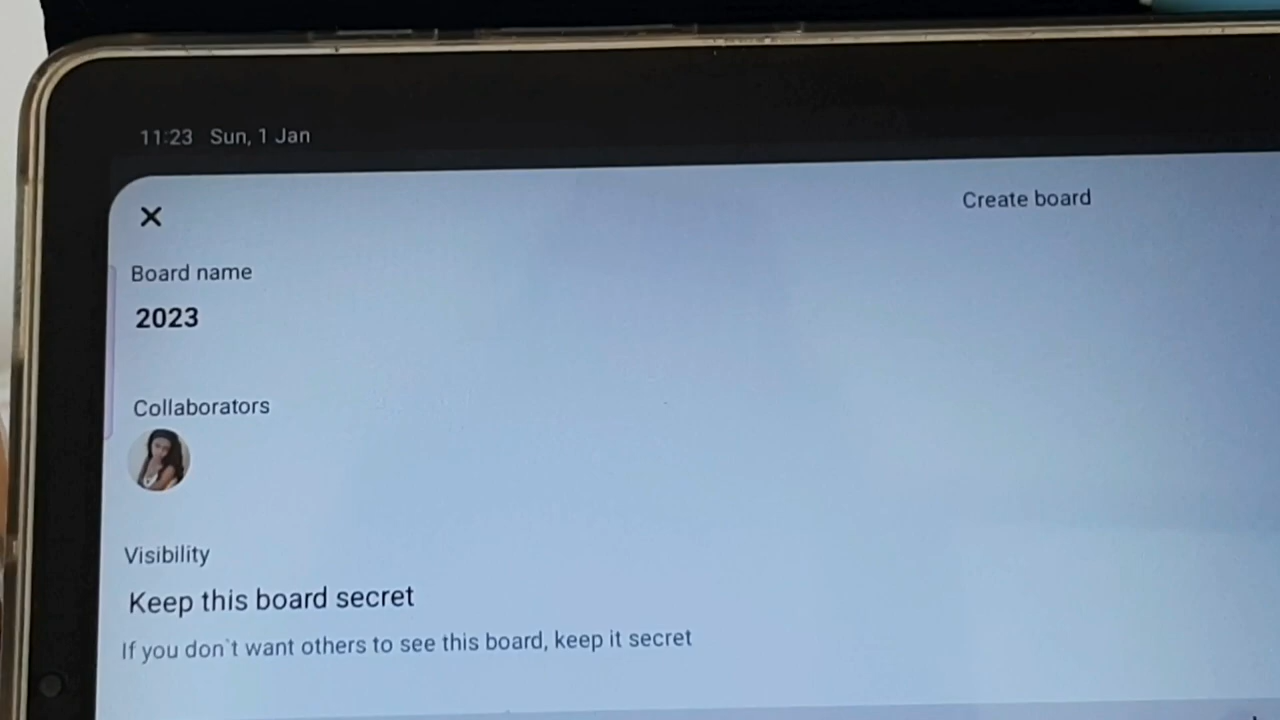 11:23 Sun, 1 Jan
Create board
Board name
2023
Collaborators
Visibility
Keep this board secret
If you don`t want others to see this board, keep it secret